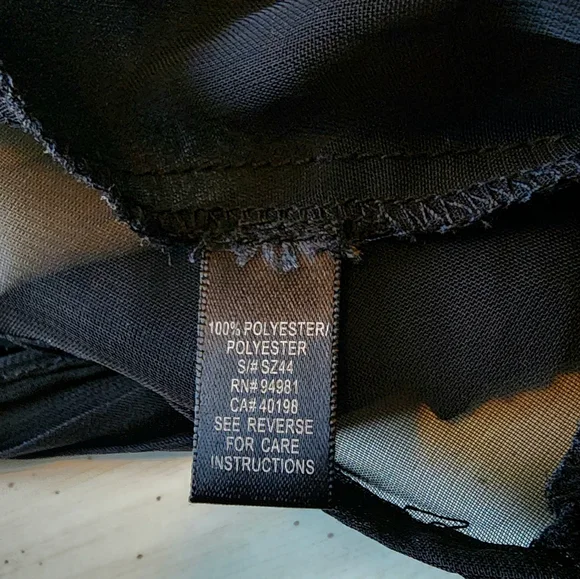 100% POLYESTER/
POLYESTER
S/# SZ44
RN# 94981
CA# 40198
SEE REVERSE
FOR CARE
INSTRUCTIONS